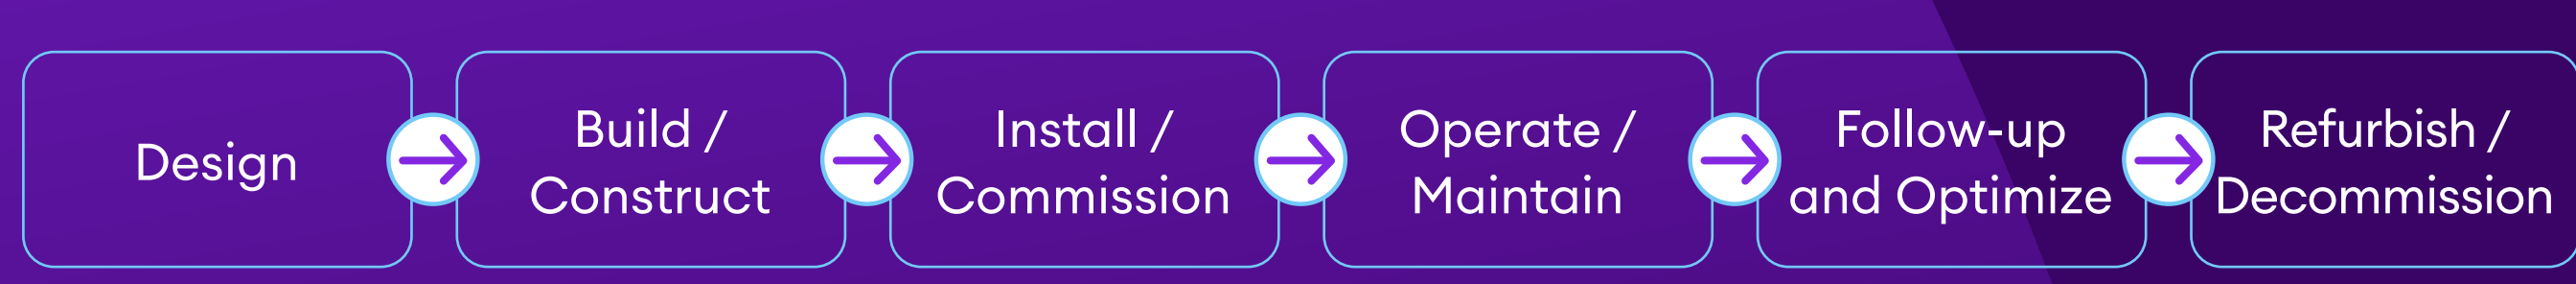 Design
Build /
Construct
Install /
Commission
Operate /
Maintain
Follow-up
and Optimize
Refurbish /
Decommission